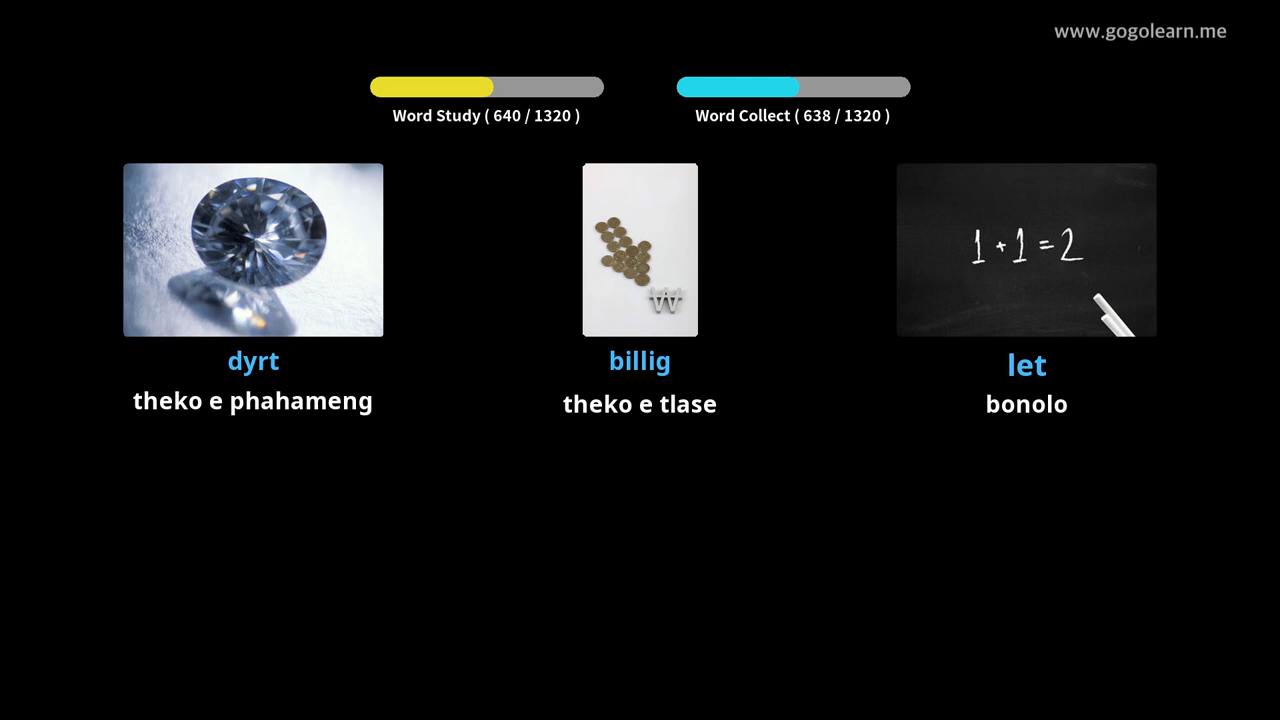 www.gogolearn.me
Word Study ( 640 / 1320 )
Word Collect ( 638 / 1320 )
1 + 1 = 2
₩
dyrt
billig
let
theko e phahameng
theko e tlase
bonolo